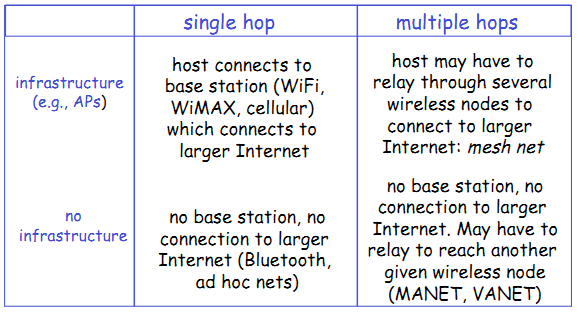 single hop
multiple hops
infrastructure
(e.g., APs)
host connects to
base station (WiFi,
WiMAX, cellular)
which connects to
larger Internet
host may have to
relay through several
wireless nodes to
connect to larger
Internet: mesh net
no
infrastructure
no base station, no
connection to larger
Internet (Bluetooth,
ad hoc nets)
no base station, no
connection to larger
Internet. May have to
relay to reach another
given wireless node
(MANET, VANET)